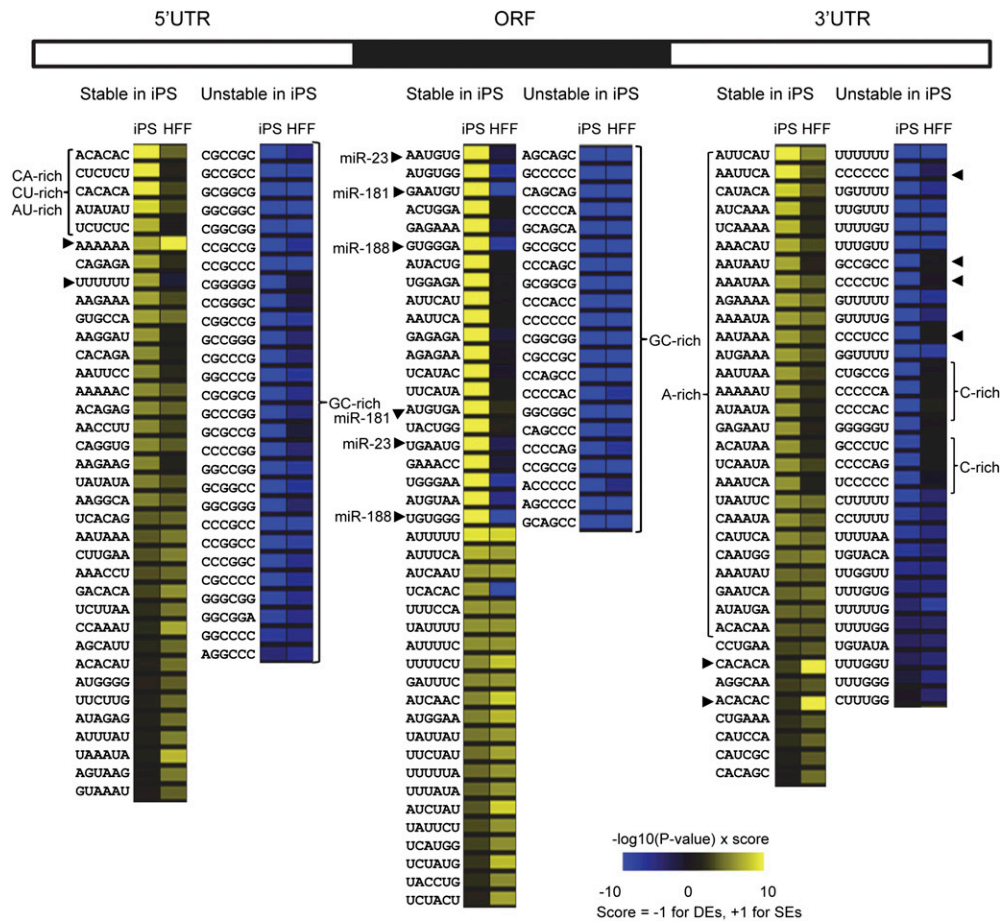 5'UTR ORF 3'UTR
Stable in iPS Unstable in iPS Stable in iPS Unstable in iPS Stable in iPS Unstable in iPS
iPS HFF iPS HFF iPS HFF iPS HFF iPS HFF iPS HFF
CA-rich
CU-rich
AU-rich
ACACAC
CUCUCU
CACACA
AUAUAU
UCUCUC
AAAAAA
CAGAGA
UUUUUU
AAGAAA
GUGCCA
AAGGAU
CACAGA
AAUUCC
AAAAAC
ACAGAG
AACCUU
CAGGUG
AAGAAG
UAUAUA
AAGGCA
UCACAG
AAUAAA
CUUGAA
AAACCU
GACACA
UCUUAA
CCAAAU
AGCAUU
ACACAU
AUGGGG
UUCUUG
AUAGAG
AUUUAU
UAAAUA
AGUAAG
GUAAAU
CGCCGC
GCCGCC
GCGGCG
GGCGGC
CGGCGG
CCGCCG
CCGCCC
CGGGGG
CCGGGC
CGGCCG
GCCGGG
CGCCCG
GGCCCG
CGCGCG
GCCCGG
GCGCCG
CCCCGG
GGCCGG
GCGGCC
GGCGGG
CCCGCC
CCGGCC
CCCGGC
CGCCCC
GGGCGG
GGCGGA
GGCCCC
AGGCCC
GC-rich
miR-23
miR-181
miR-188
miR-181
miR-23
miR-188
AAUGUG
AUGUGG
GAAUGU
ACUGGA
GAGAAA
GUGGGA
AUACUG
UGGAGA
AUUCAU
AAUUCA
GAGAGA
AGAGAA
UCAUAC
UUCAUA
AUGUGA
UACUGG
UGAAUG
GAAACC
UGGGAA
AUGUAA
UGUGGG
AUUUUU
AUUUCA
AUCAAU
UCACAC
UUUCCA
UAUUUU
AUUUUC
UUUUCU
GAUUUC
AUCAAC
AUGGAA
UAUUAU
UUCUAU
UUUUUA
UUUAUA
AUCUAU
UAUUCU
UCAUGG
UCUAUG
UACCUG
UCUACU
AGCAGC
GCCCCC
CAGCAG
CCCCCA
GCAGCA
GCCGCC
CCCAGC
GCGGCG
CCCACC
CCCCCC
CGGCGG
CGCCGC
CCAGCC
CCCCAC
GGCGGC
CAGCCC
CCCCAG
CCGCCG
ACCCCC
AGCCCC
GCAGCC
GC-rich
A-rich
AUUCAU
AAUUCA
CAUACA
AUCAAA
UCAAAA
AAACAU
AAUAAU
AAAUAA
AGAAAA
AAAAUA
AAUAAA
AUGAAA
AAUUAA
AAAAAU
AUAAUA
GAGAAU
ACAUAA
UCAAUA
AAAUCA
UAAUUC
CAAAUA
CAUUCA
CAAUGG
AAAUAU
GAAUCA
AUAUGA
ACACAA
CCUGAA
CACACA
AGGCAA
ACACAC
CUGAAA
CAUCCA
CAUCGC
CACAGC
UUUUUU
CCCCCC
UGUUUU
UUGUUU
UUUUGU
UUUGUU
GCCGCC
CCCCUC
GUUUUU
GUUUUG
CCCUCC
GGUUUU
CUGCCG
CCCCCA
CCCCAC
GGGGGU
GCCCUC
CCCCAG
UCCCCC
CUUUUU
CCUUUU
UUUUAA
UGUACA
UUGGUU
UUUGUG
UUUUUG
UUUUGG
UGUAUA
UUUGGU
UUUGGG
CUUUGG
C-rich
C-rich
-log10(P-value) x score
-10 0 10
Score = -1 for DEs, +1 for SEs